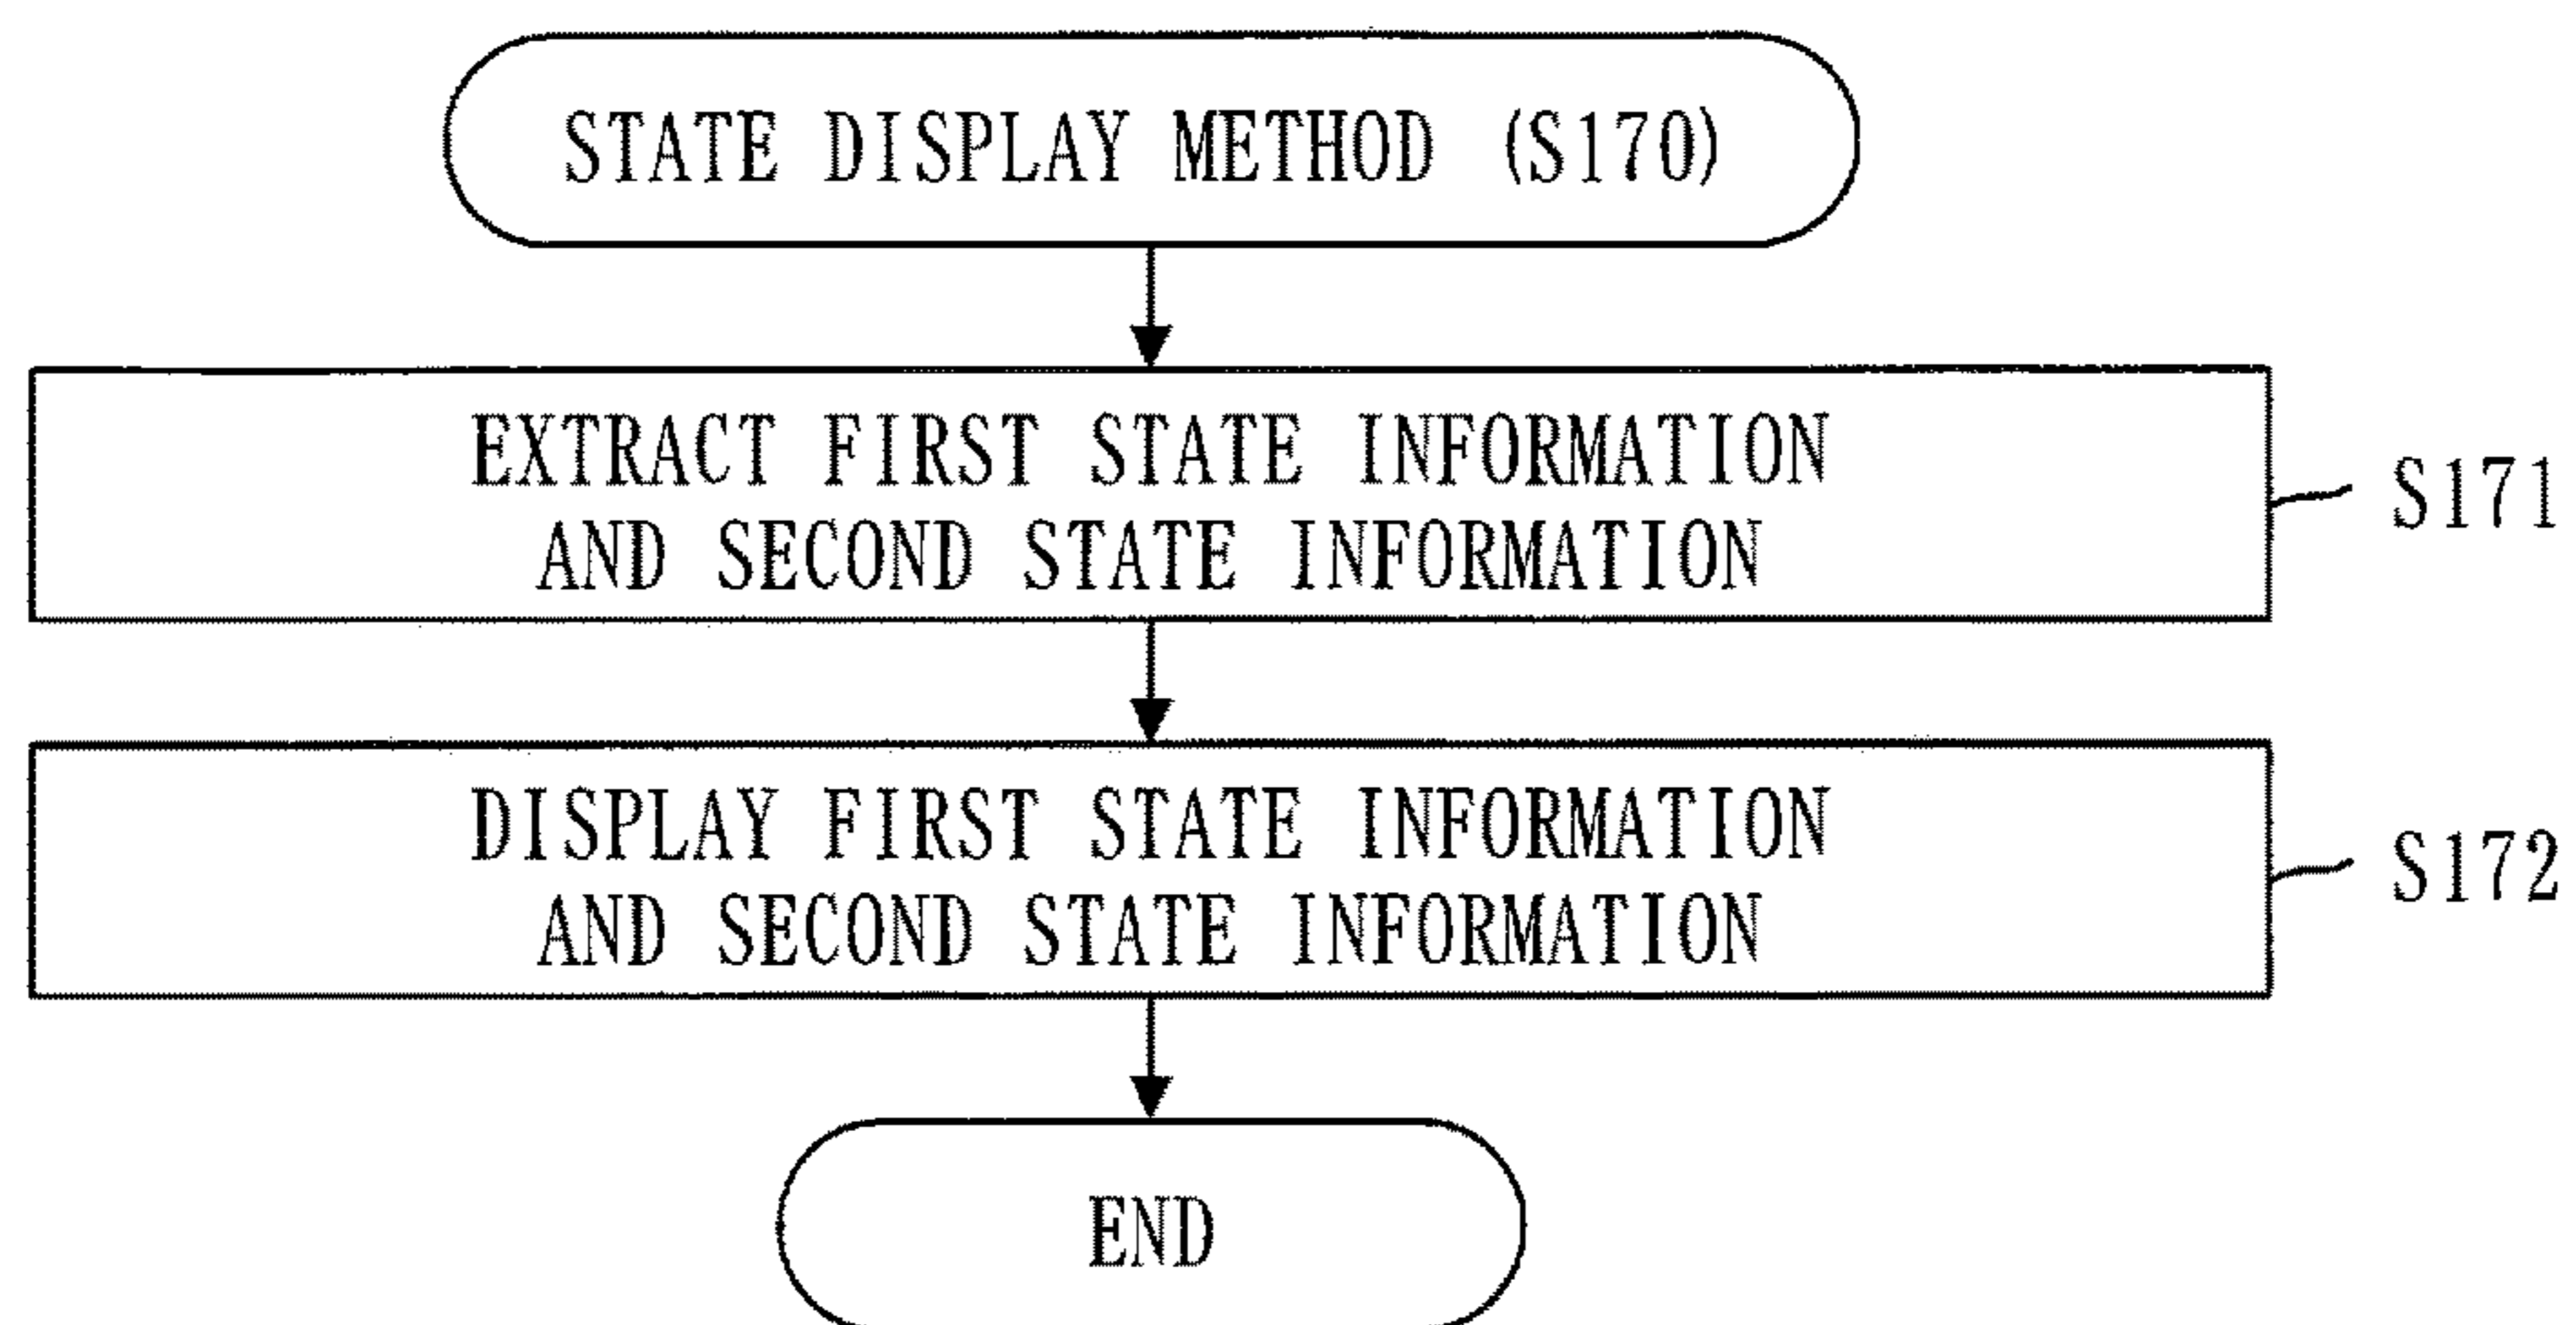 STATE DISPLAY METHOD (S170)
EXTRACT FIRST STATE INFORMATION
AND SECOND STATE INFORMATION
S171
DISPLAY FIRST STATE INFORMATION
AND SECOND STATE INFORMATION
S172
END